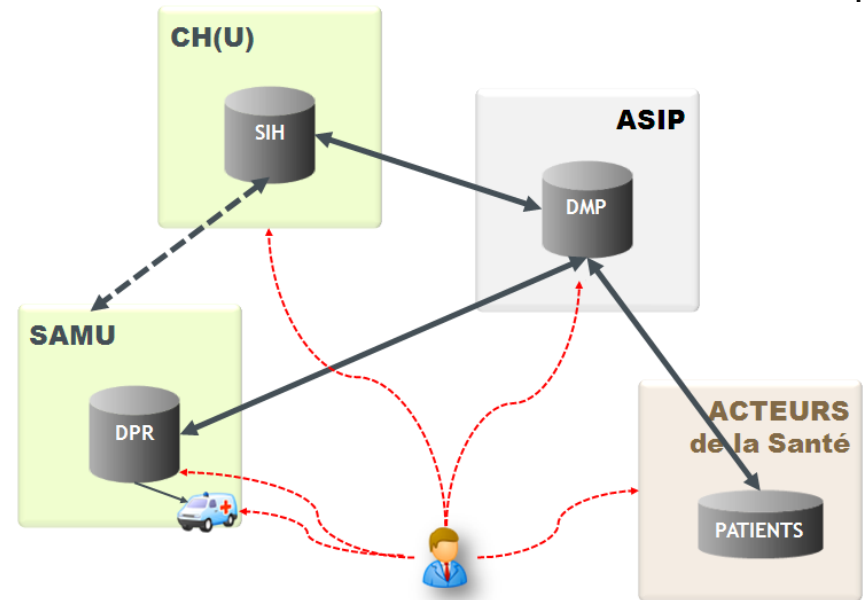 CH(U)
SIH
ASIP
DMP
SAMU
DPR
ACTEURS
de la Santé
PATIENTS